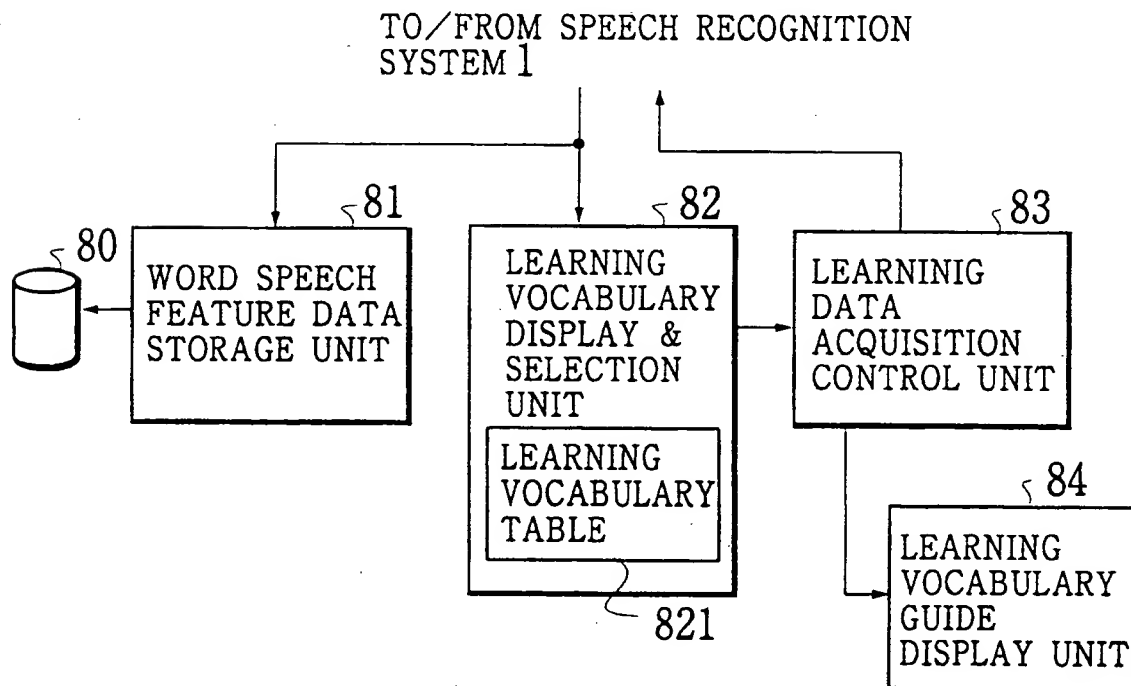 TO/FROM SPEECH RECOGNITION
SYSTEM 1
80
81
WORD SPEECH
FEATURE DATA
STORAGE UNIT
82
LEARNING
VOCABULARY
DISPLAY &
SELECTION
UNIT
LEARNING
VOCABULARY
TABLE
821
83
LEARNINIG
DATA
ACQUISITION
CONTROL UNIT
84
LEARNING
VOCABULARY
GUIDE
DISPLAY UNIT